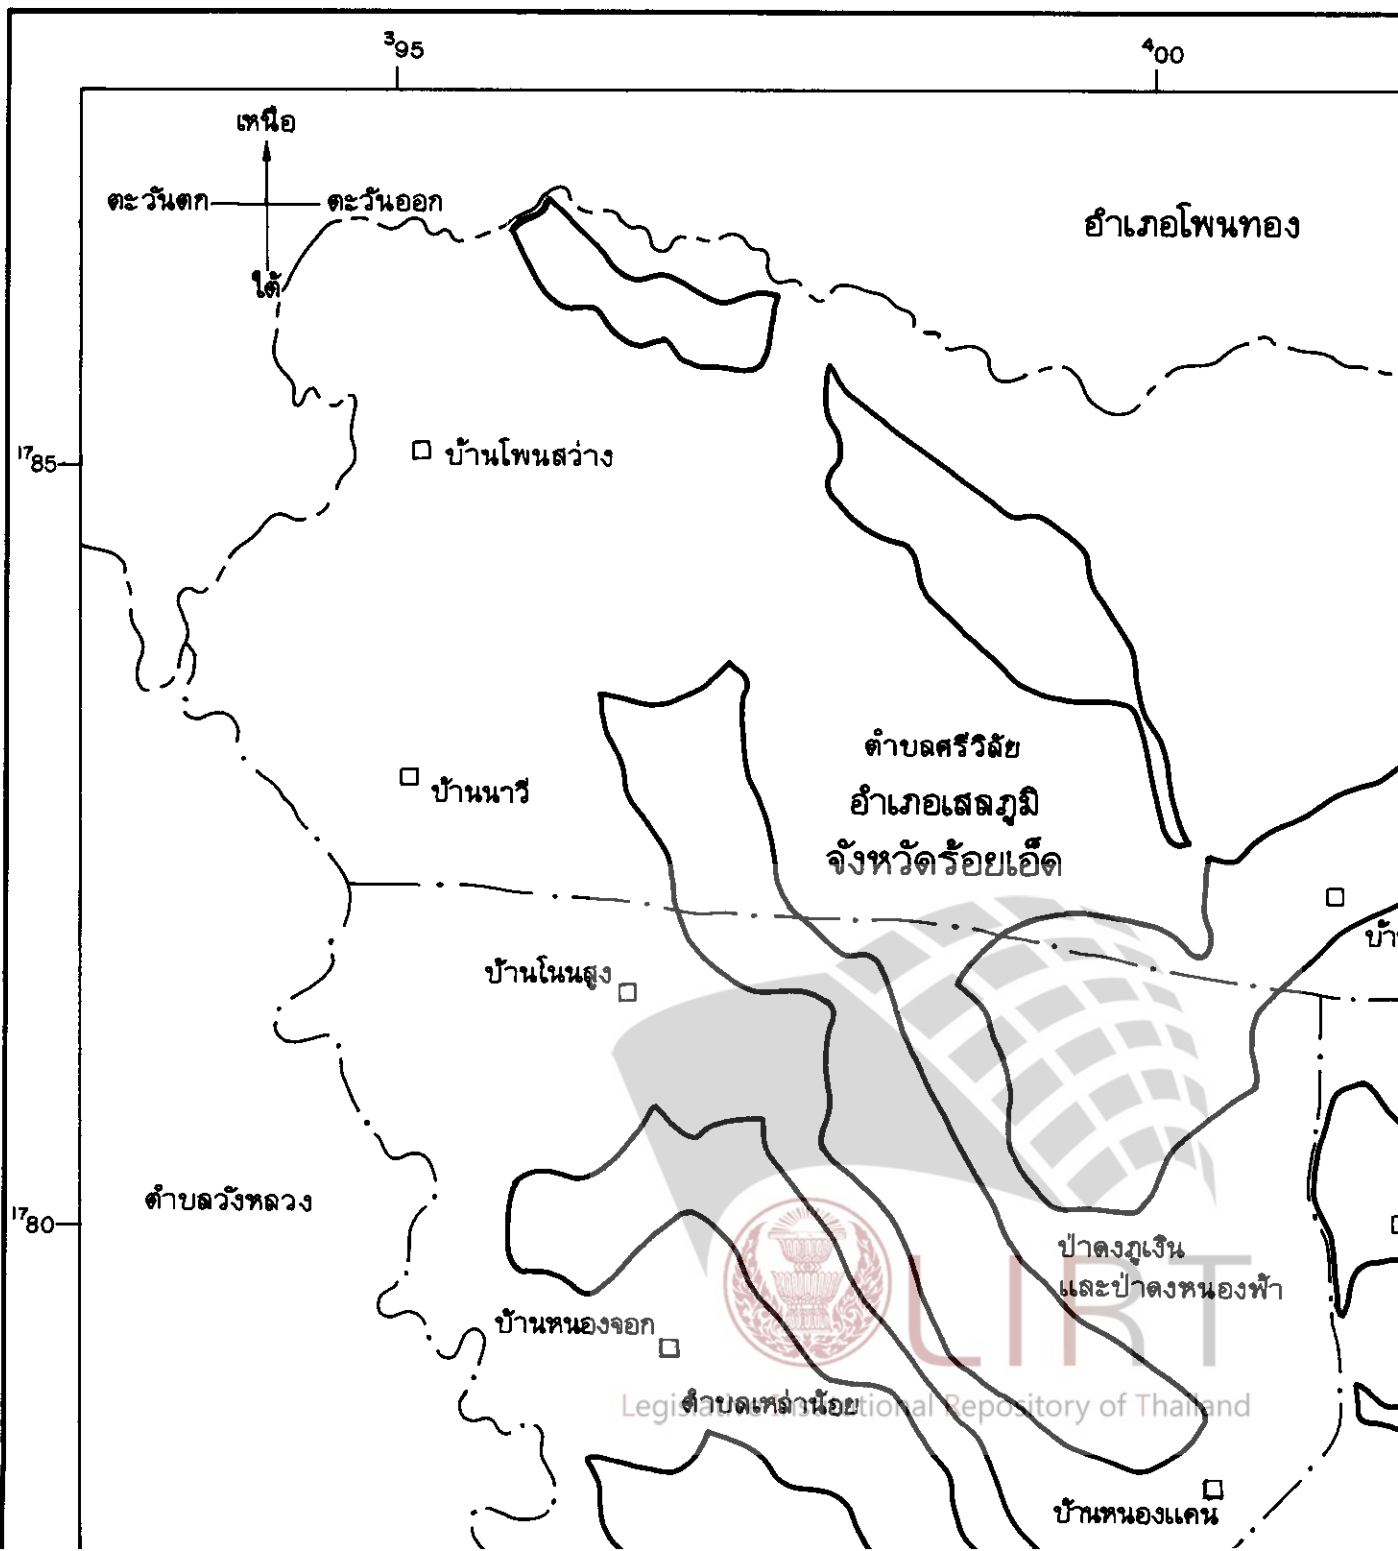 ³95
⁴00
เหนือ
ตะวันตก
ตะวันออก
ใต้
อำเภอโพนทอง
¹⁷85
บ้านโพนสว่าง
ตำบลศรีวิลัย
อำเภอเสลภูมิ
จังหวัดร้อยเอ็ด
บ้านนาวี
บ้านโนนสูง
ตำบลวังหลวง
¹⁷80
ป่าดงภูเงิน
และป่าดงหนองฟ้า
บ้านหนองจอก
LIRT
ตำบลเหล่าน้อย
Legislative Institutional Repository of Thailand
บ้านหนองแคน